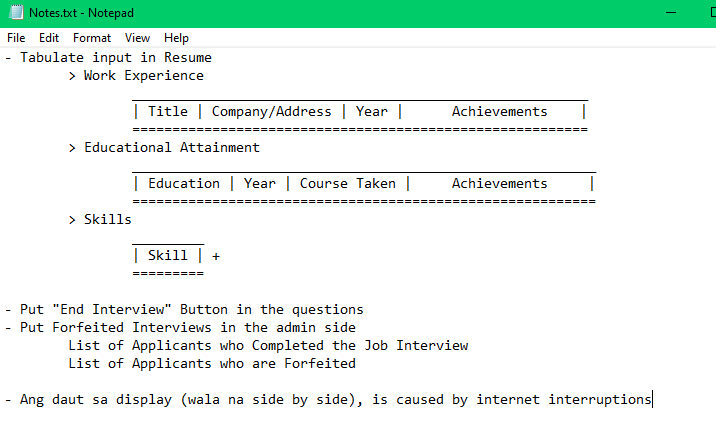 Notes.txt - Notepad
File Edit Format View Help
- Tabulate input in Resume
> Work Experience
_________________________________________________________
| Title | Company/Address | Year |      Achievements    |
=========================================================
> Educational Attainment
__________________________________________________________
| Education | Year | Course Taken |     Achievements     |
==========================================================
> Skills
_________
| Skill | +
=========
- Put "End Interview" Button in the questions
- Put Forfeited Interviews in the admin side
List of Applicants who Completed the Job Interview
List of Applicants who are Forfeited
- Ang daut sa display (wala na side by side), is caused by internet interruptions